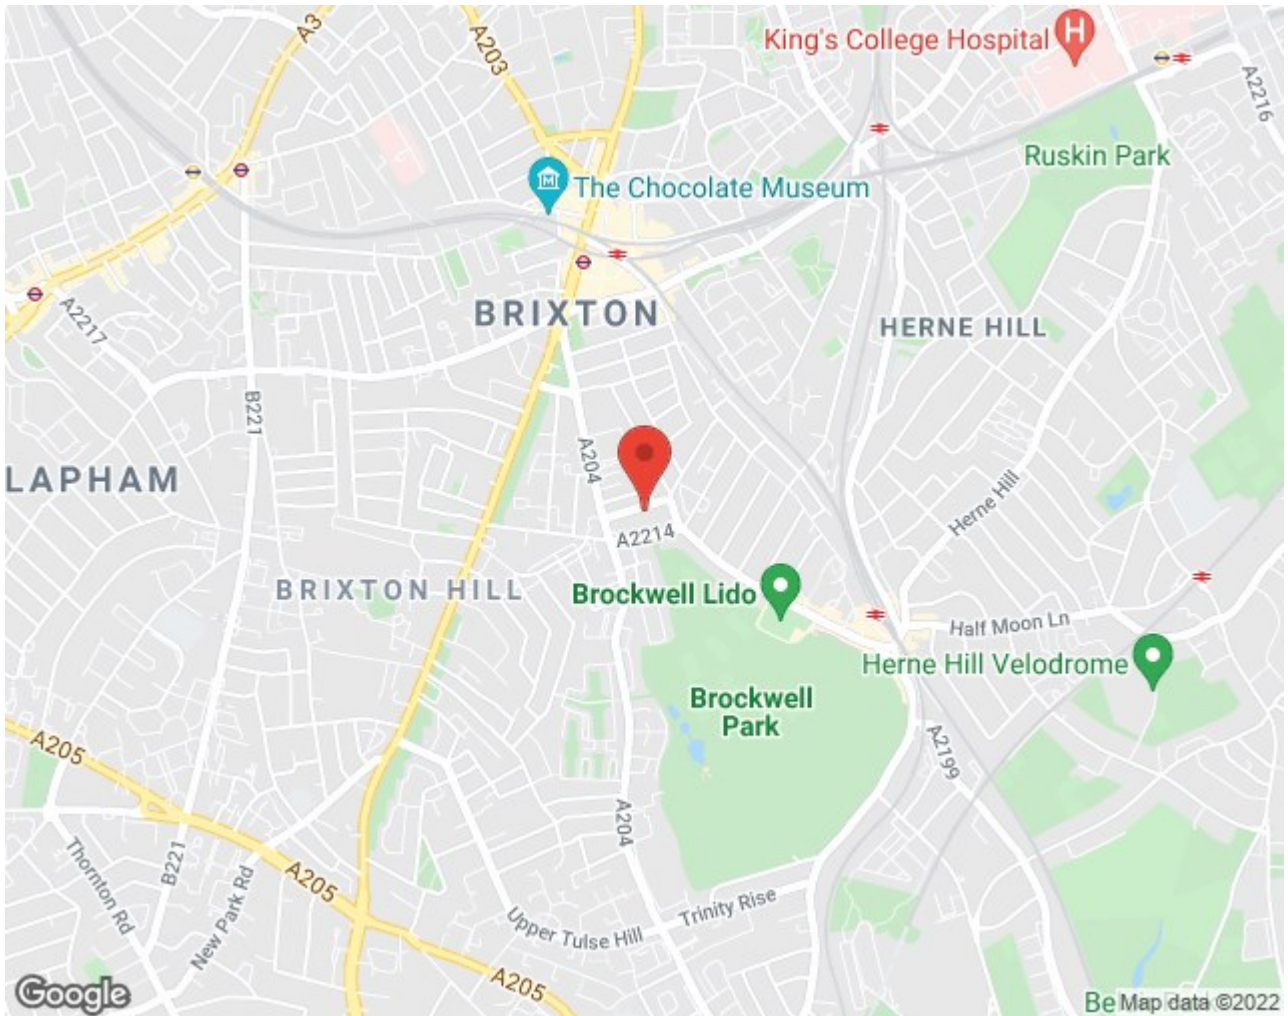 A3
A203
King's College Hospital
H
A2216
Ruskin Park
M
The Chocolate Museum
BRIXTON
HERNE HILL
A2217
B221
A204
LAPHAM
Herne Hill
A2214
BRIXTON HILL
Brockwell Lido
Half Moon Ln
Herne Hill Velodrome
Brockwell
Park
A205
A2199
A204
Thornton Rd
B221
New Park Rd
A205
Trinity Rise
Upper Tulse Hill
A205
Google
Be
Map data ©2022